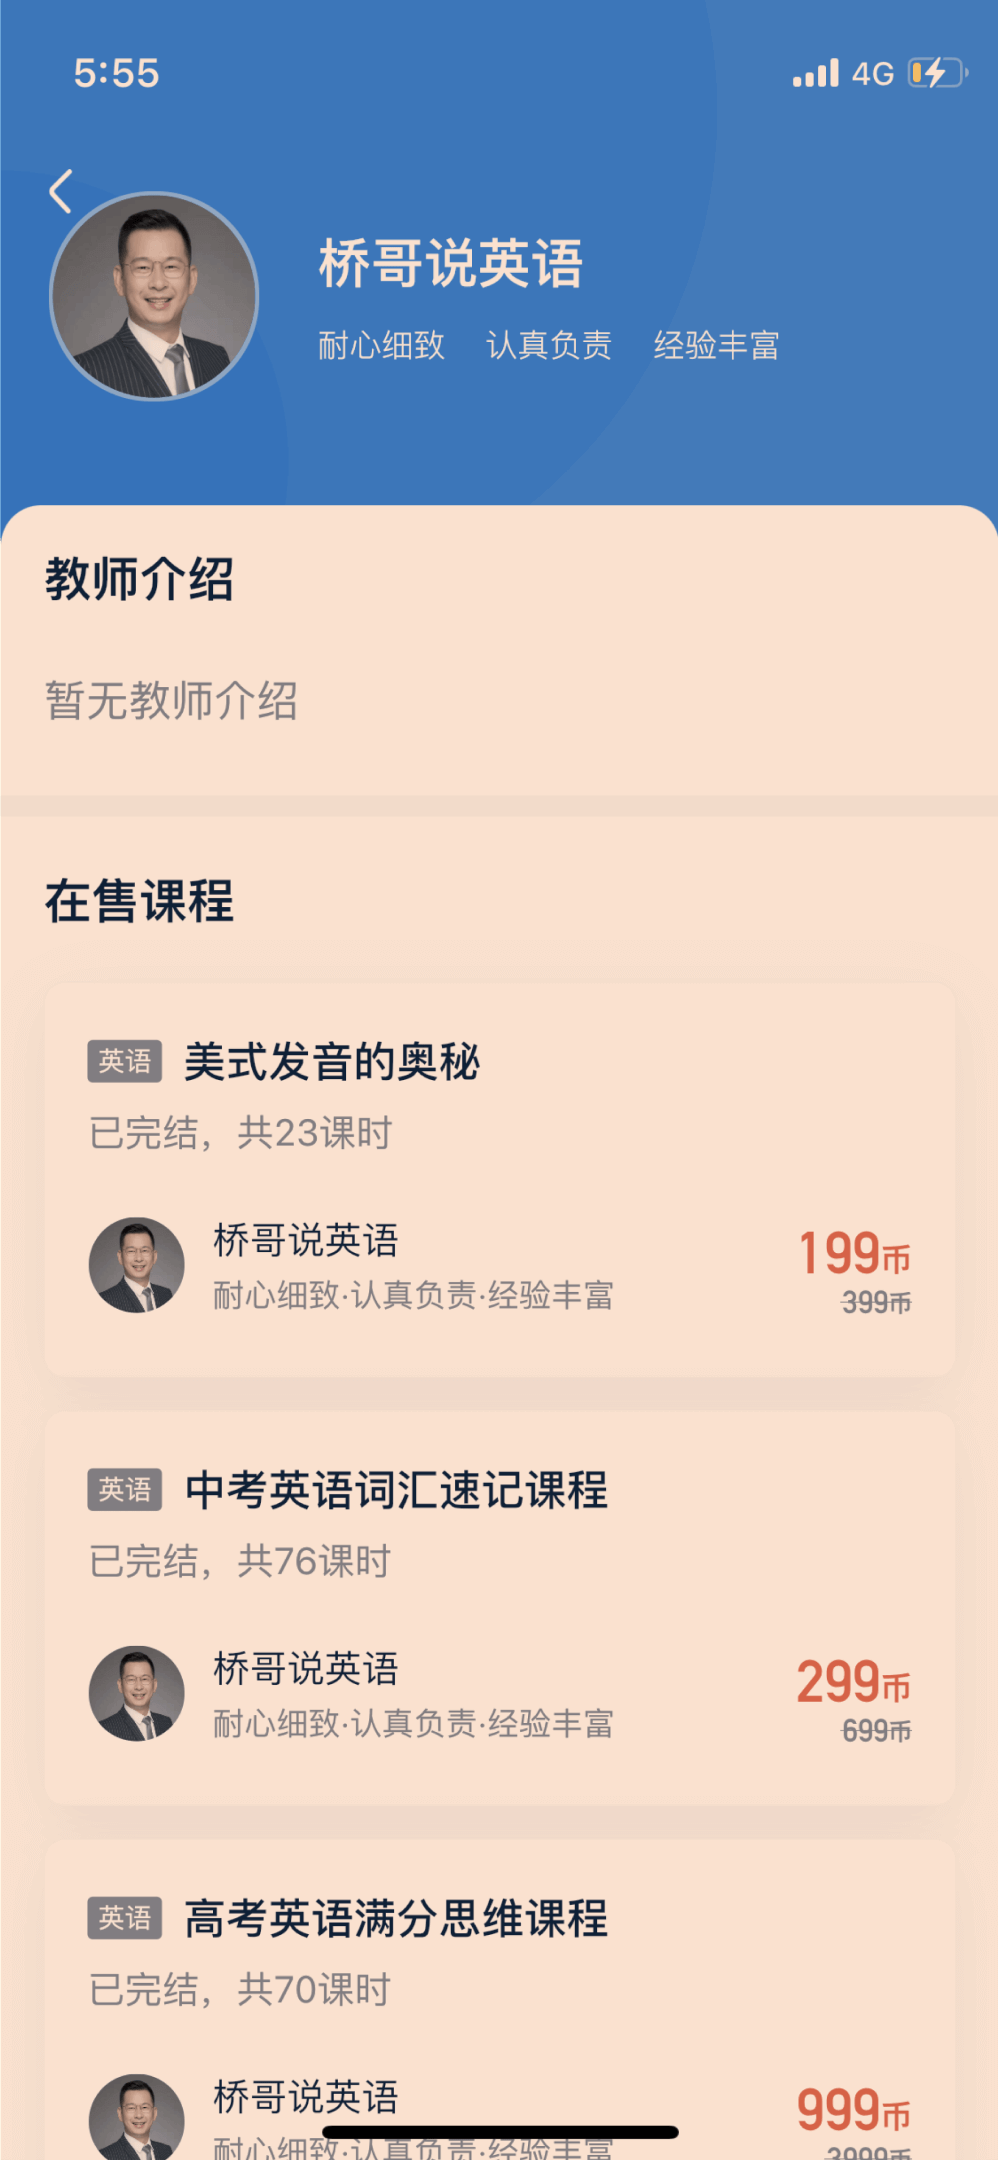 5:55
4G
桥哥说英语
耐心细致 认真负责 经验丰富
教师介绍
暂无教师介绍
在售课程
英语 美式发音的奥秘
已完结，共23课时
桥哥说英语
耐心细致·认真负责·经验丰富
199币
399币
英语 中考英语词汇速记课程
已完结，共76课时
桥哥说英语
耐心细致·认真负责·经验丰富
299币
699币
英语 高考英语满分思维课程
已完结，共70课时
桥哥说英语
耐心细致·认真负责·经验丰富
999币
3999币